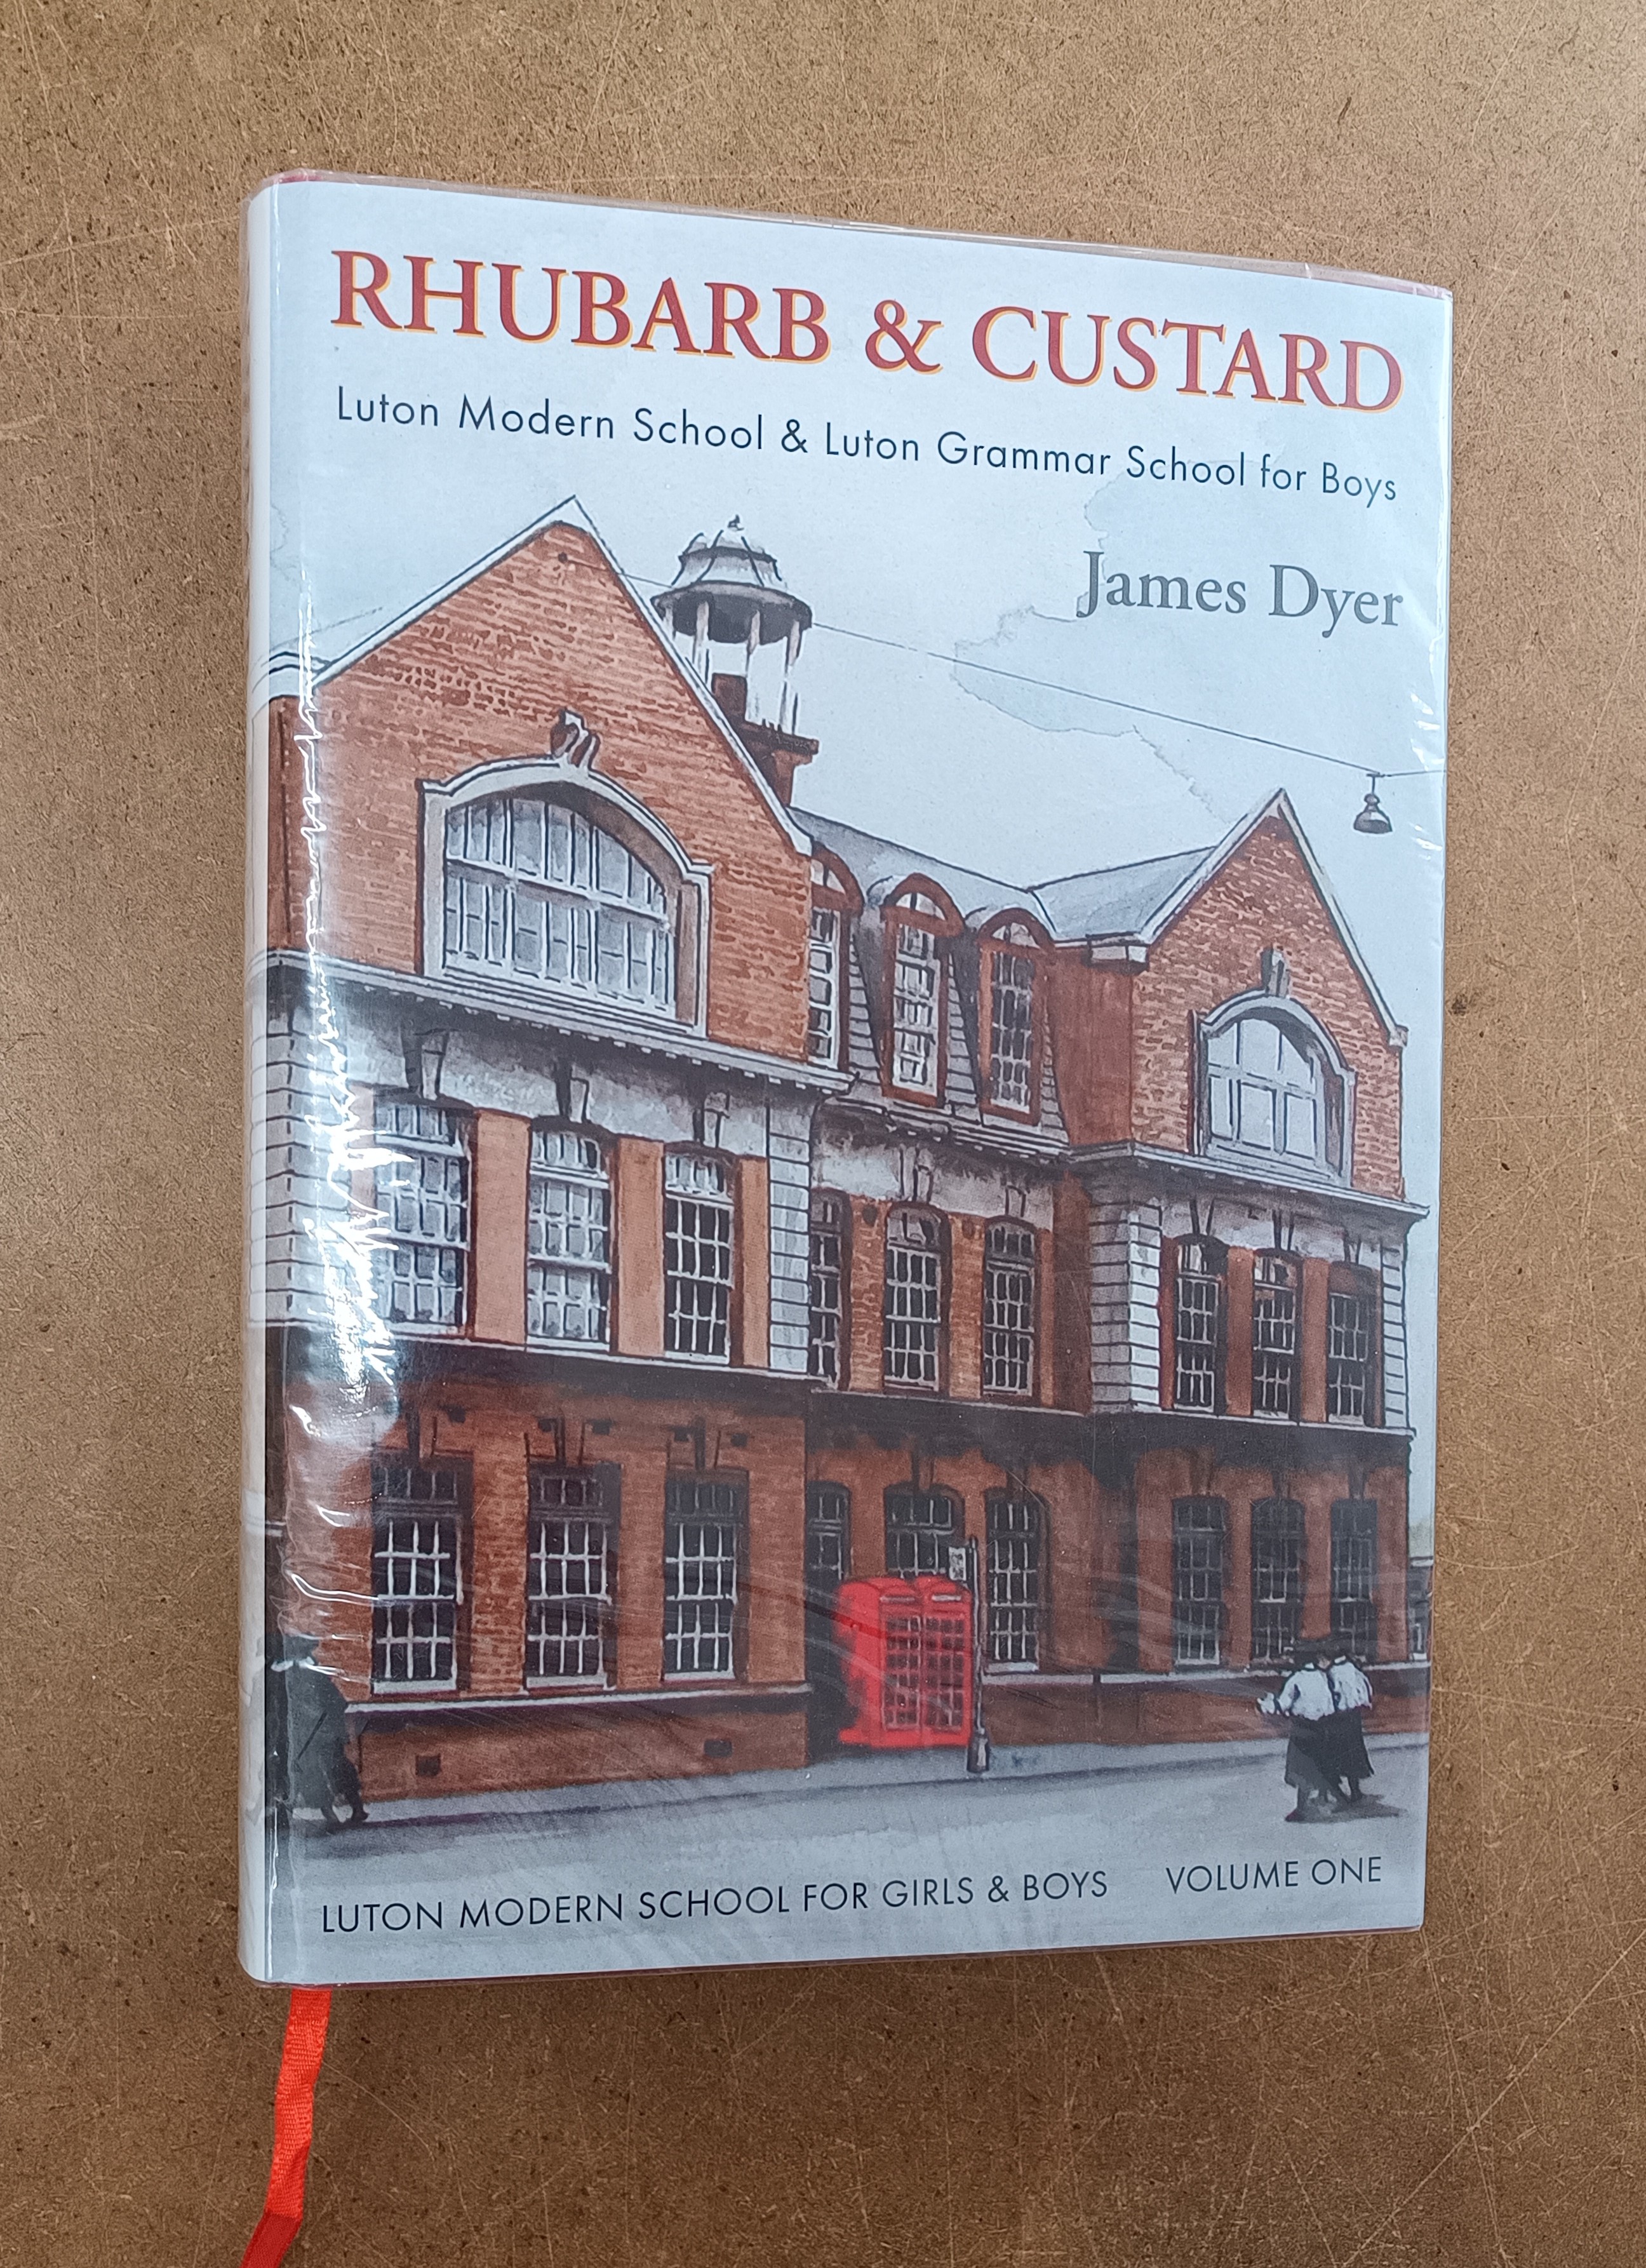 RHUBARB & CUSTARD
Luton Modern School & Luton Grammar School for Boys
James Dyer
LUTON MODERN SCHOOL FOR GIRLS & BOYS VOLUME ONE